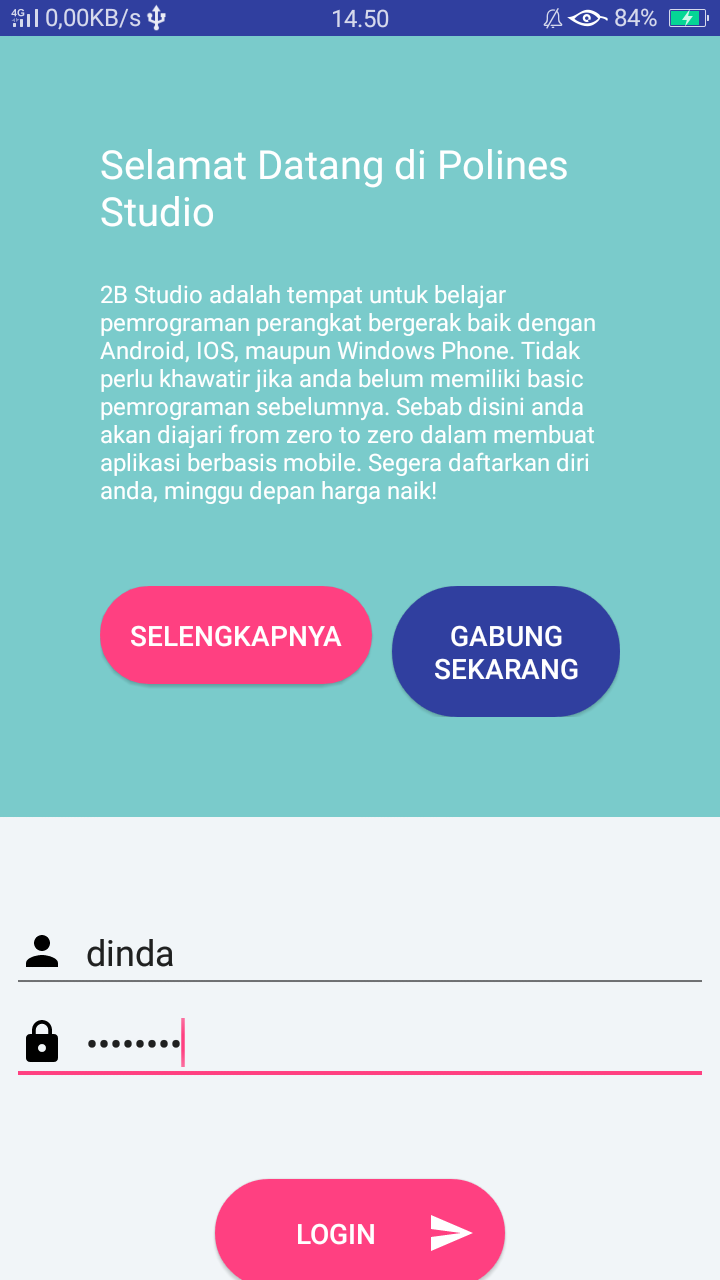 4G 0,00KB/s 14.50 84%
Selamat Datang di Polines
Studio
2B Studio adalah tempat untuk belajar
pemrograman perangkat bergerak baik dengan
Android, IOS, maupun Windows Phone. Tidak
perlu khawatir jika anda belum memiliki basic
pemrograman sebelumnya. Sebab disini anda
akan diajari from zero to zero dalam membuat
aplikasi berbasis mobile. Segera daftarkan diri
anda, minggu depan harga naik!
SELENGKAPNYA
GABUNG
SEKARANG
dinda
••••••••
LOGIN